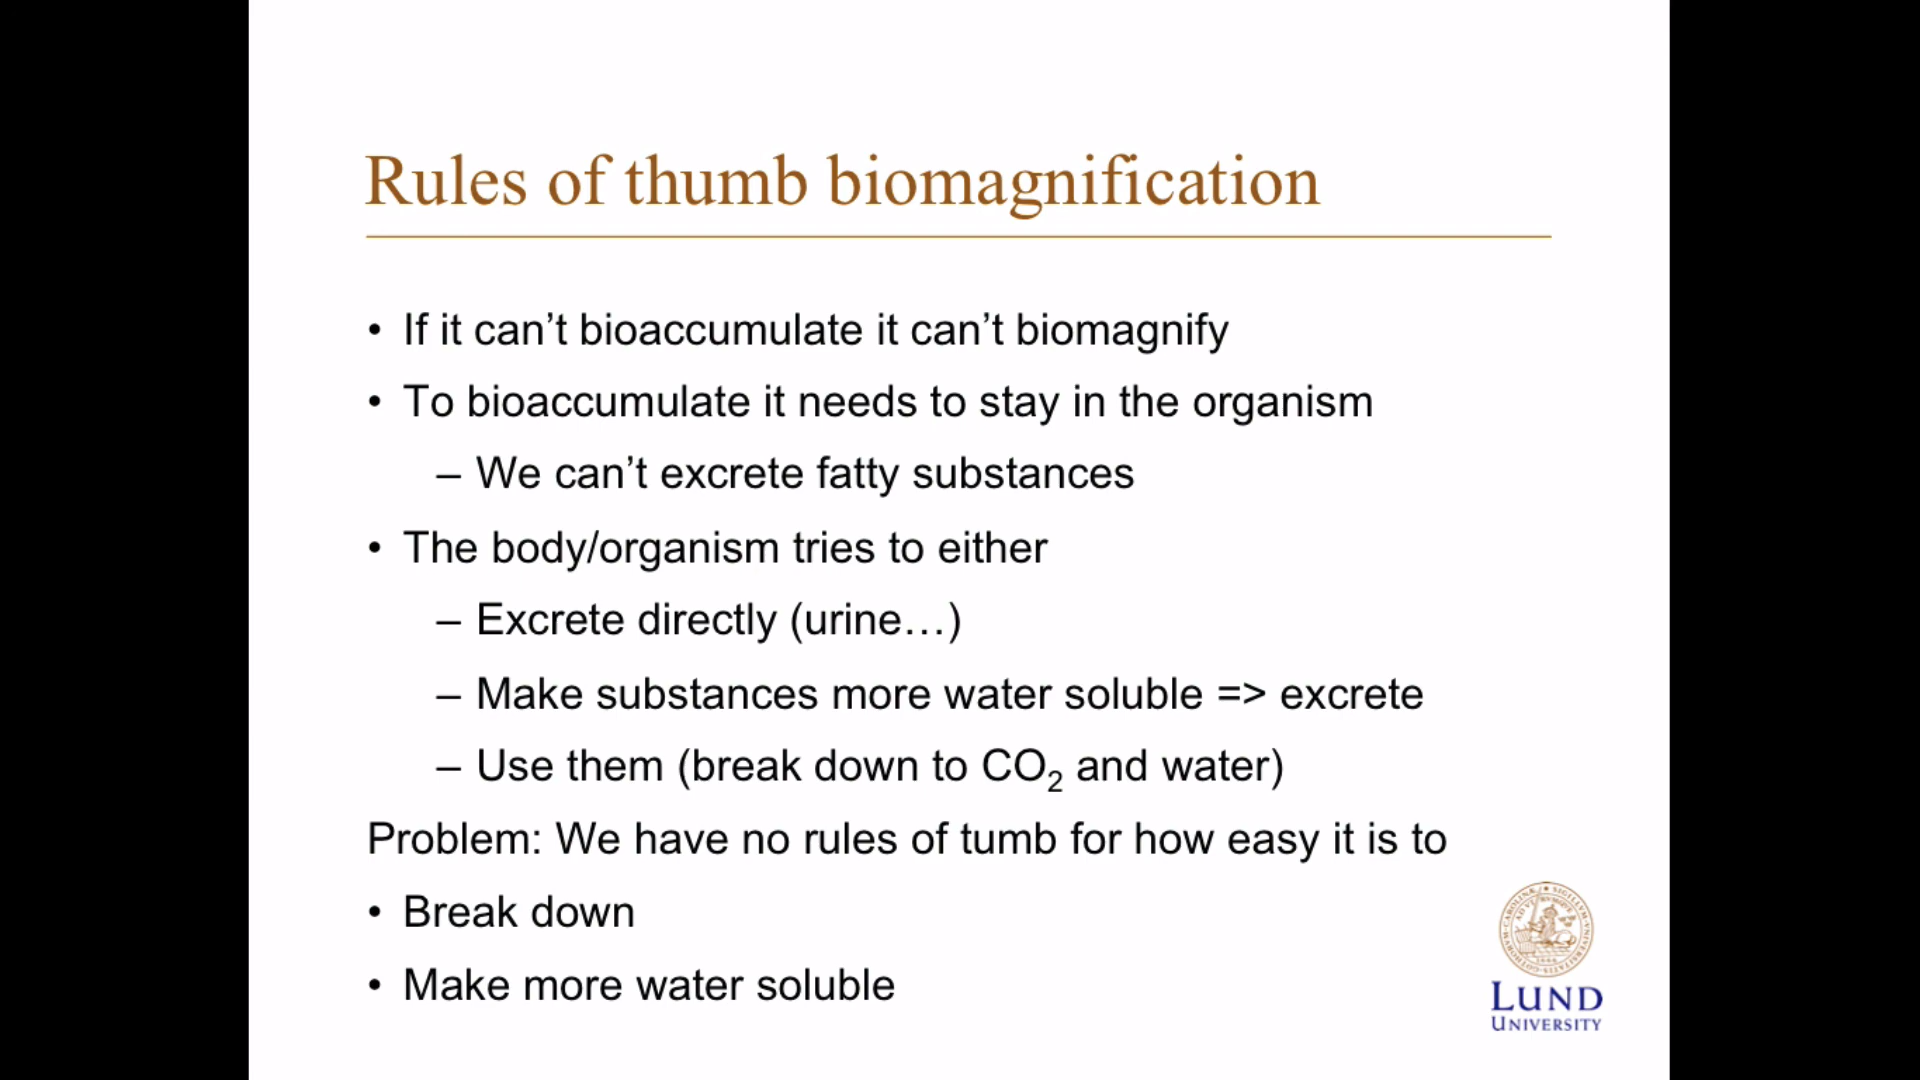 Rules of thumb biomagnification
• If it can’t bioaccumulate it can’t biomagnify
• To bioaccumulate it needs to stay in the organism
– We can’t excrete fatty substances
• The body/organism tries to either
– Excrete directly (urine…)
– Make substances more water soluble => excrete
– Use them (break down to CO₂ and water)
Problem: We have no rules of tumb for how easy it is to
• Break down
• Make more water soluble
LUND
UNIVERSITY